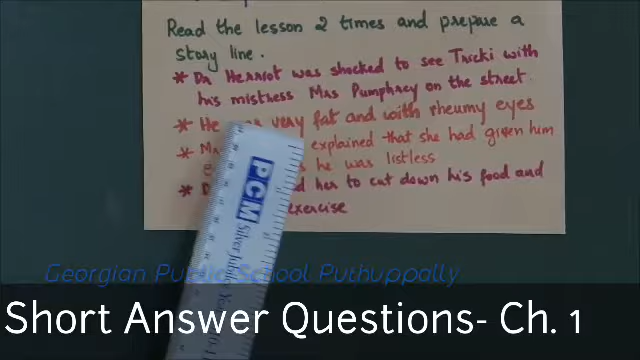 Read the lesson 2 times and prepare a
story line.
* Dr Herriot was shocked to see Tricki with
his mistress Mrs Pumphrey on the street.
* He very fat and with rheumy eyes
* explained that she had given him
he was listless
* her to cut down his food and
exercise
PCM
Silver Jubilee
Georgian Public School Puthuppally
Short Answer Questions- Ch. 1